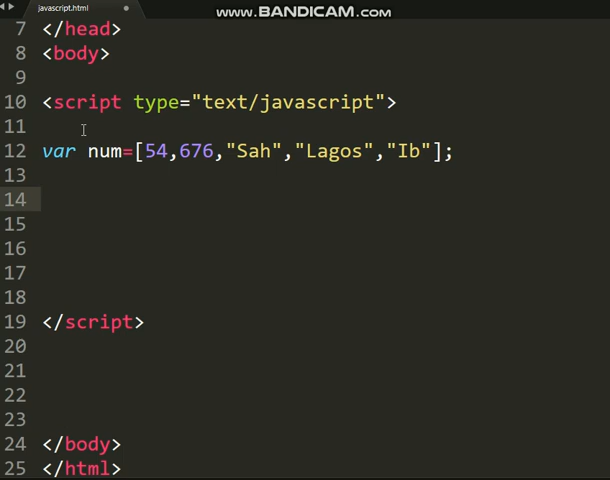 javascript.html
www.BANDICAM.com
7 </head>
8 <body>
9
10 <script type="text/javascript">
11
12 var num=[54,676,"Sah","Lagos","Ib"];
13
14
15
16
17
18
19 </script>
20
21
22
23
24 </body>
25 </html>